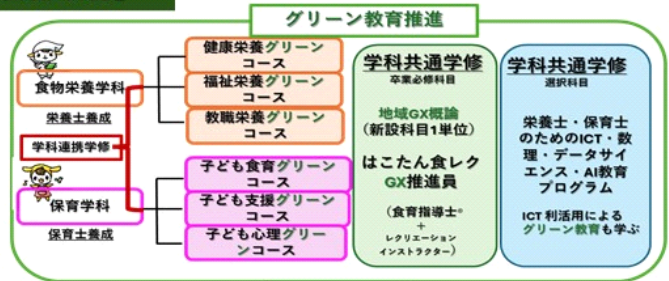 グリーン教育推進
食物栄養学科
栄養士養成
学科連携学修
保育学科
保育士養成
健康栄養グリーン
コース
福祉栄養グリーン
コース
教職栄養グリーン
コース
子ども食育グリーン
コース
子ども支援グリーン
コース
子ども心理グリー
ンコース
学科共通学修
卒業必修科目
地域GX概論
(新設科目1単位)
はこたん食レク
GX推進員
(食育指導士®
+
レクリエーション
インストラクター)
学科共通学修
選択科目
栄養士・保育士
のためのICT・数
理・データサイ
エンス・AI教育
プログラム
ICT利活用による
グリーン教育も学ぶ